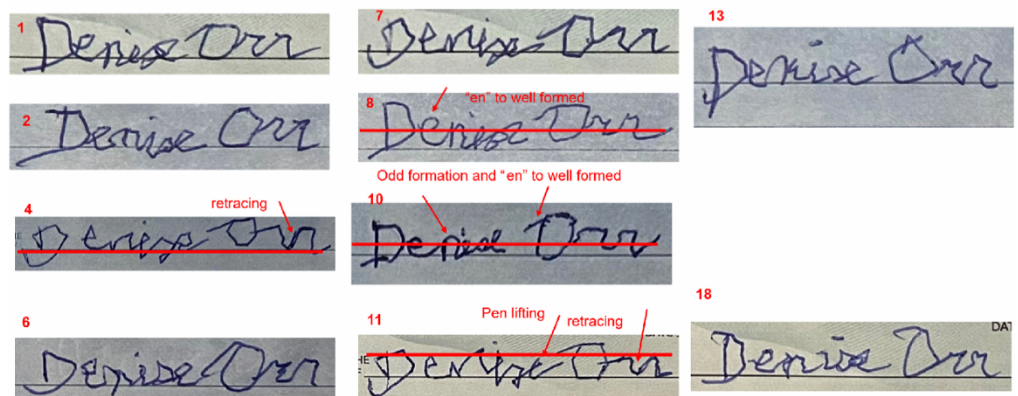 1
Denise Orr
7
Denise Orr
13
Denise Orr
2
Denise Orr
8
“en” to well formed
Denise Orr
4
retracing
Denise Orr
Odd formation and “en” to well formed
10
Denise Orr
6
Denise Orr
11
Pen lifting
retracing
HE
Denise Orr
18
DAT
Denise Orr